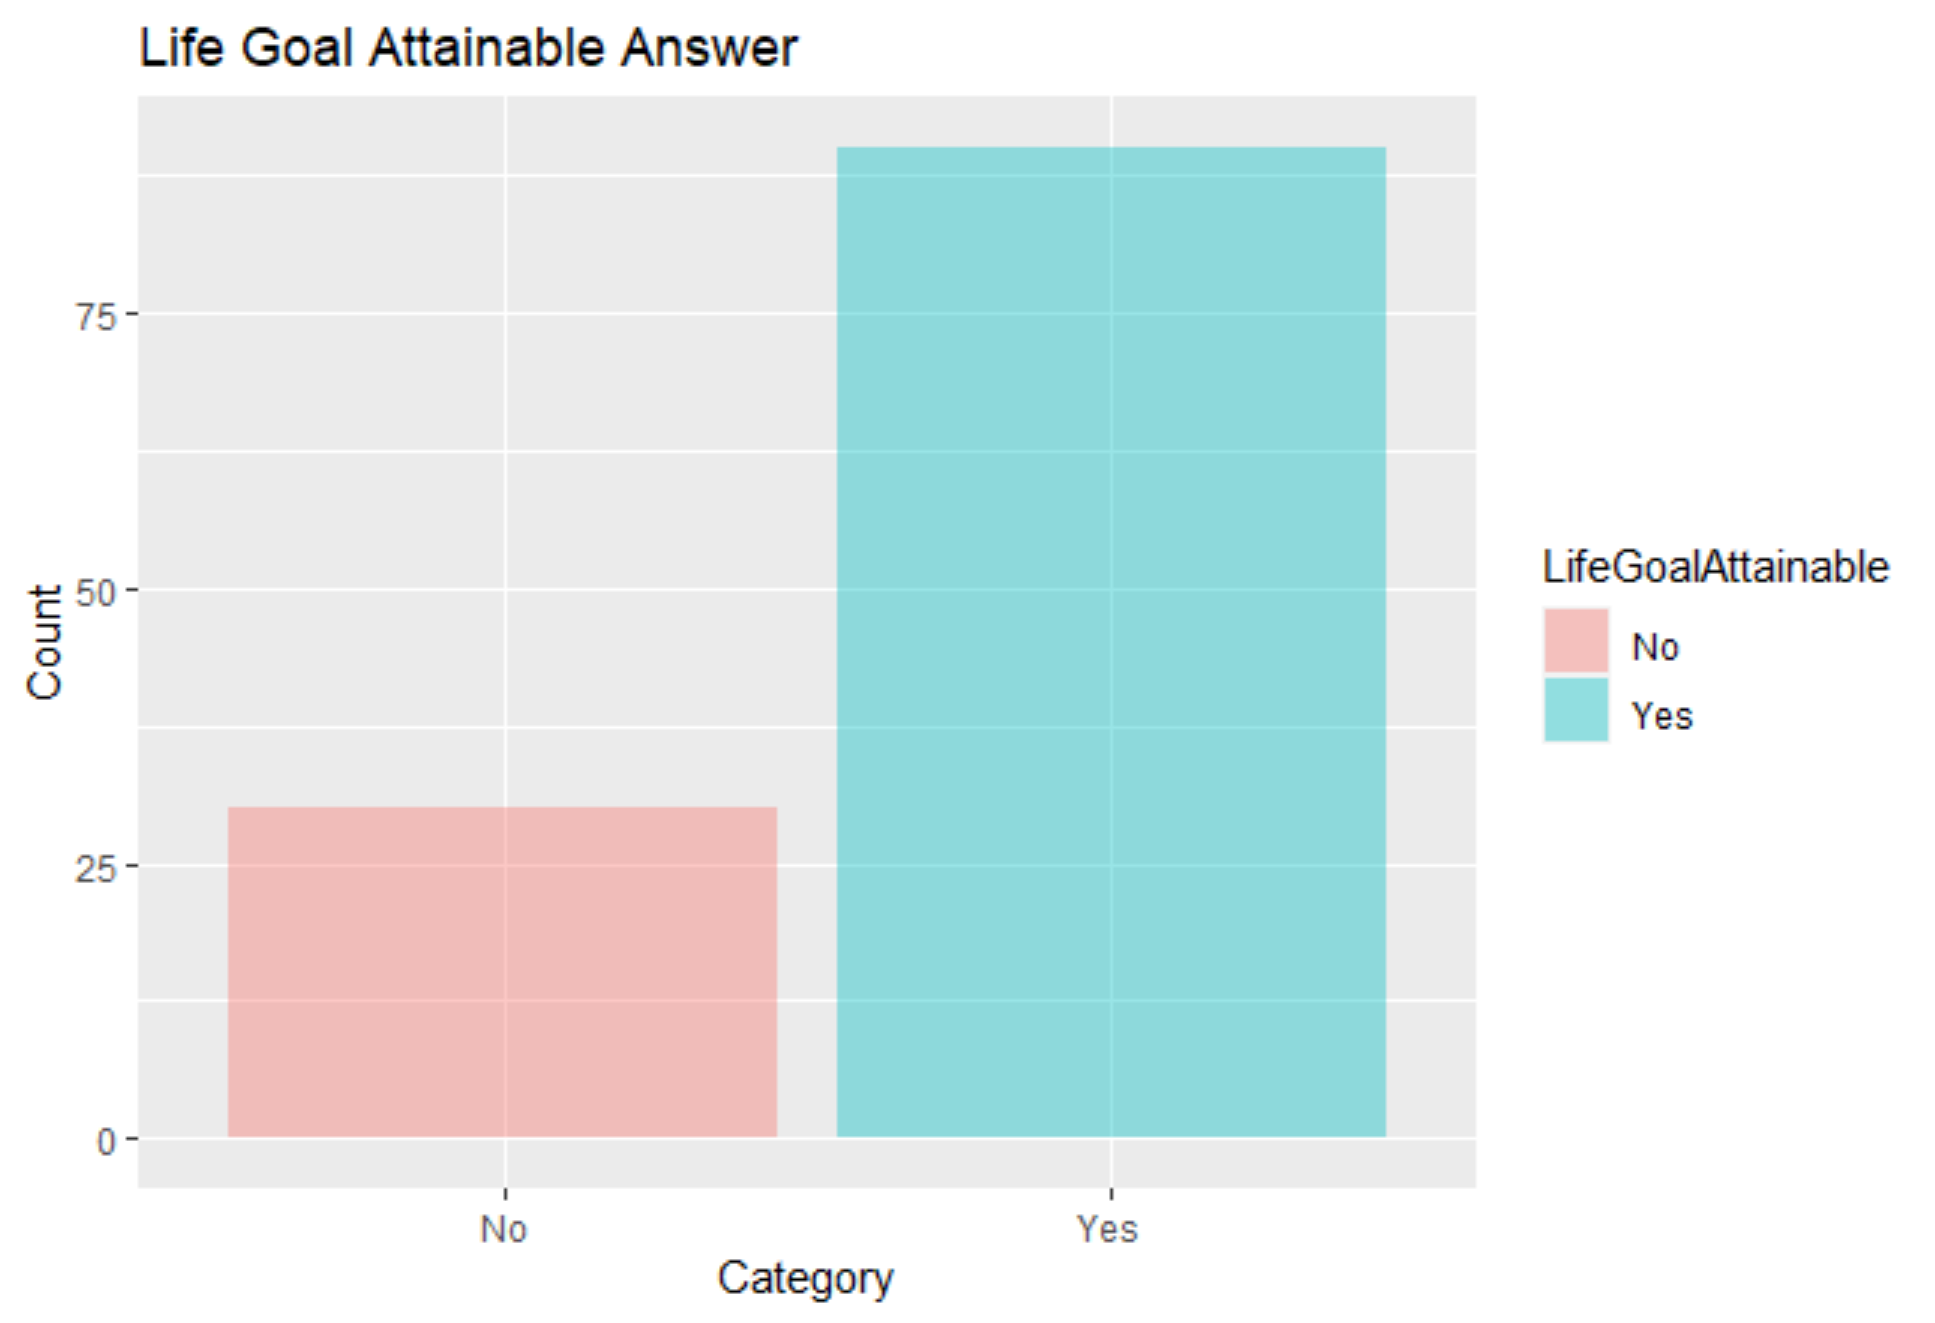 Life Goal Attainable Answer
75
50
25
0
Count
No
Yes
Category
LifeGoalAttainable
No
Yes